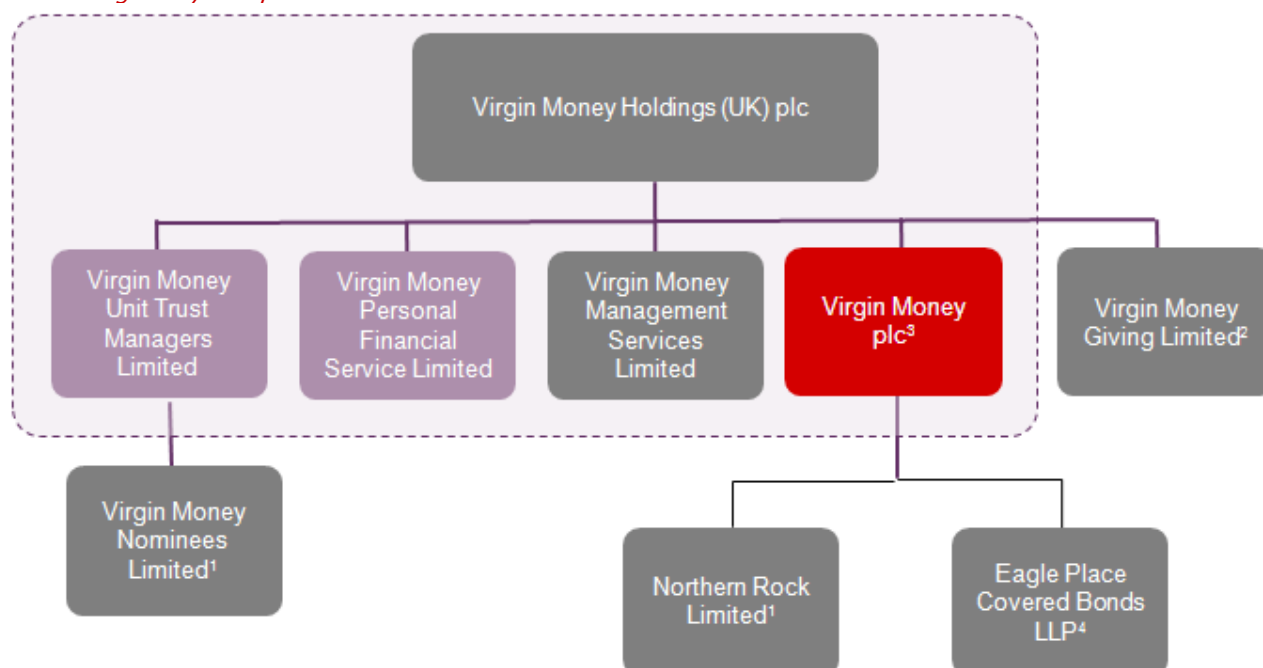 Virgin Money Holdings (UK) plc
Virgin Money
Unit Trust
Managers
Limited
Virgin Money
Personal
Financial
Service Limited
Virgin Money
Management
Services
Limited
Virgin Money
plc³
Virgin Money
Giving Limited²
Virgin Money
Nominees
Limited¹
Northern Rock
Limited¹
Eagle Place
Covered Bonds
LLP⁴